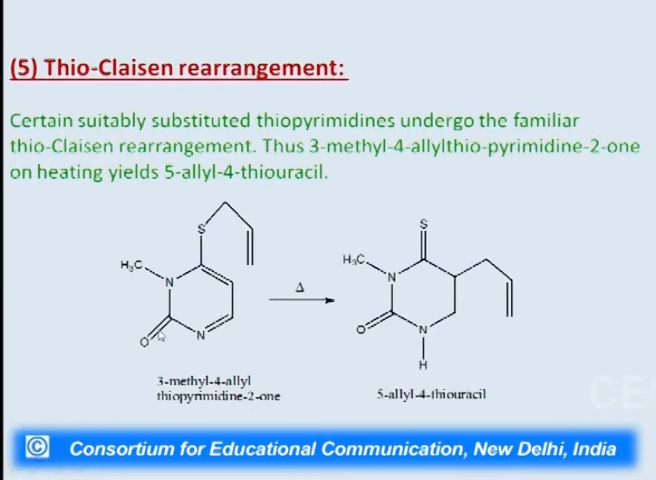 (5) Thio-Claisen rearrangement:
Certain suitably substituted thiopyrimidines undergo the familiar
thio-Claisen rearrangement. Thus 3-methyl-4-allylthio-pyrimidine-2-one
on heating yields 5-allyl-4-thiouracil.
S
H₃C
N
O
N
Δ
S
H₃C
N
O
N
H
3-methyl-4-allyl
thiopyrimidine-2-one
5-allyl-4-thiouracil
CE
© Consortium for Educational Communication, New Delhi, India